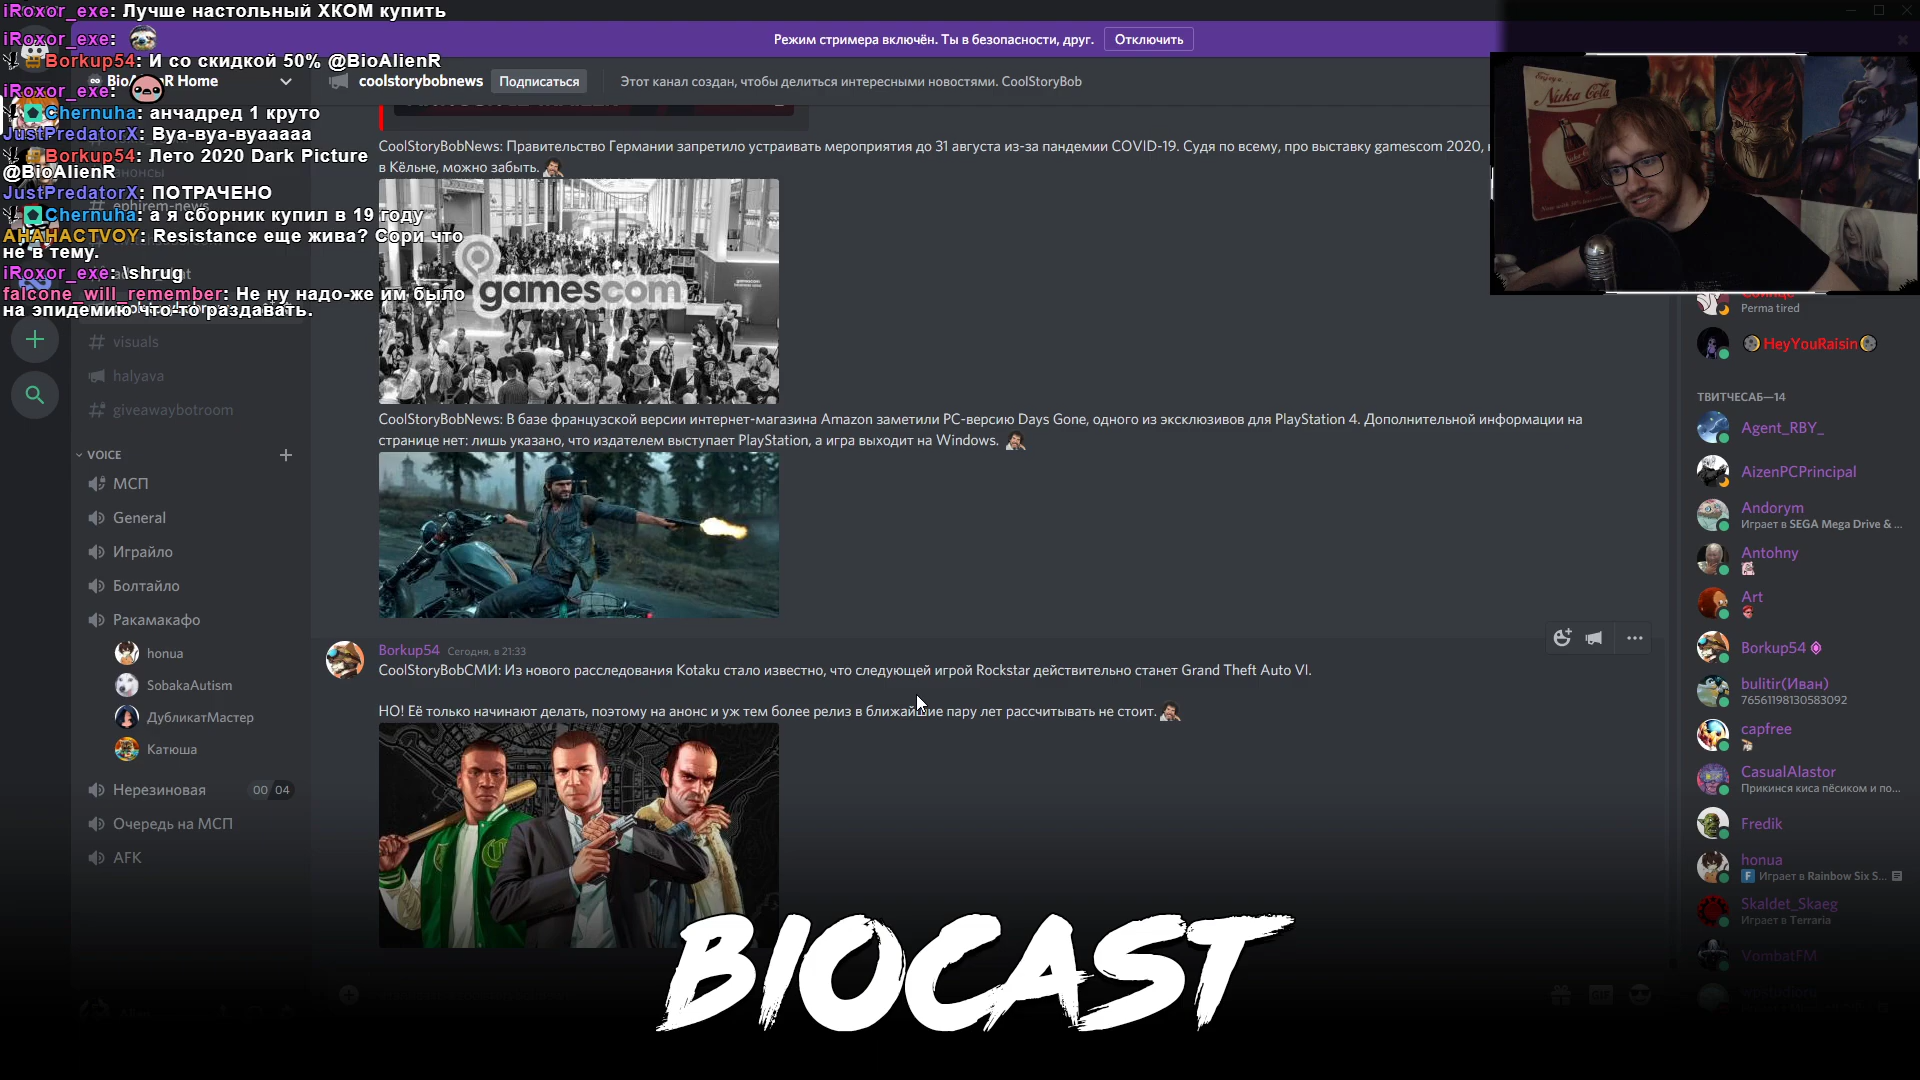 iRoxor_exe: Лучше настольный ХКОМ купить
iRoxor_exe:
Borkup54: И со скидкой 50% @BioAlienR
iRoxor_exe:
Chernuha: анчадред 1 круто
JustPredatorX: Вуа-вуа-вуааааа
Borkup54: Лето 2020 Dark Picture
@BioAlienR
JustPredatorX: ПОТРАЧЕНО
Chernuha: а я сборник купил в 19 году
AHAHACTVOY: Resistance еще жива? Сори что
не в тему.
iRoxor_exe: \shrug
falcone_will_remember: Не ну надо-же им было
на эпидемию что-то раздавать.
Режим стримера включён. Ты в безопасности, друг.
Отключить
R Home
coolstorybobnews
Подписаться
Этот канал создан, чтобы делиться интересными новостями. CoolStoryBob
анонсы
ephirem-news
visuals
halyava
giveawaybotroom
VOICE
МСП
General
Играйло
Болтайло
Ракамакафо
honua
SobakaAutism
ДубликатМастер
Катюша
Нерезиновая 00 04
Очередь на МСП
AFK
CoolStoryBobNews: Правительство Германии запретило устраивать мероприятия до 31 августа из-за пандемии COVID-19. Судя по всему, про выставку gamescom 2020,
в Кёльне, можно забыть.
gamescom
CoolStoryBobNews: В базе французской версии интернет-магазина Amazon заметили PC-версию Days Gone, одного из эксклюзивов для PlayStation 4. Дополнительной информации на
странице нет: лишь указано, что издателем выступает PlayStation, а игра выходит на Windows.
Borkup54 Сегодня, в 21:33
CoolStoryBobСМИ: Из нового расследования Kotaku стало известно, что следующей игрой Rockstar действительно станет Grand Theft Auto VI.
НО! Её только начинают делать, поэтому на анонс и уж тем более релиз в ближайшие пару лет рассчитывать не стоит.
BIOCAST
Nuka Cola
Perma tired
HeyYouRaisin
ТВИТЧЕСАБ—14
Agent_RBY_
AizenPCPrincipal
Andorym
Играет в SEGA Mega Drive & ...
Antohny
Art
Borkup54
bulitir(Иван)
76561198130583092
capfree
CasualAlastor
Прикинся киса пёсиком и по...
Fredik
honua
Играет в Rainbow Six S...
Skaldet_Skaeg
Играет в Terraria
VombatFM